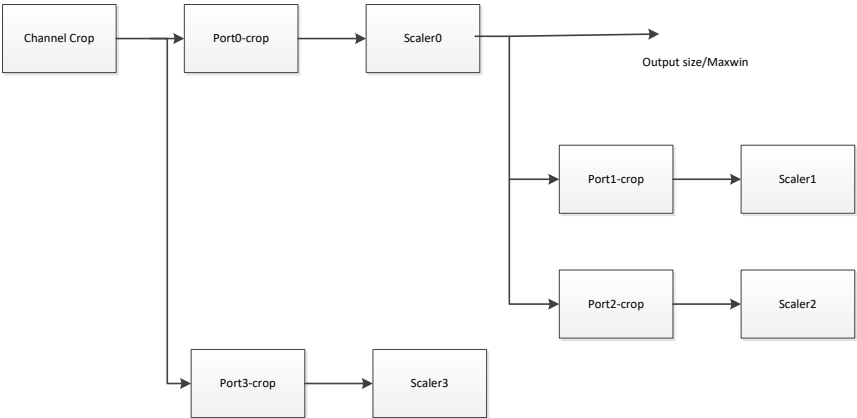 Channel Crop
Port0-crop
Scaler0
Output size/Maxwin
Port1-crop
Scaler1
Port2-crop
Scaler2
Port3-crop
Scaler3